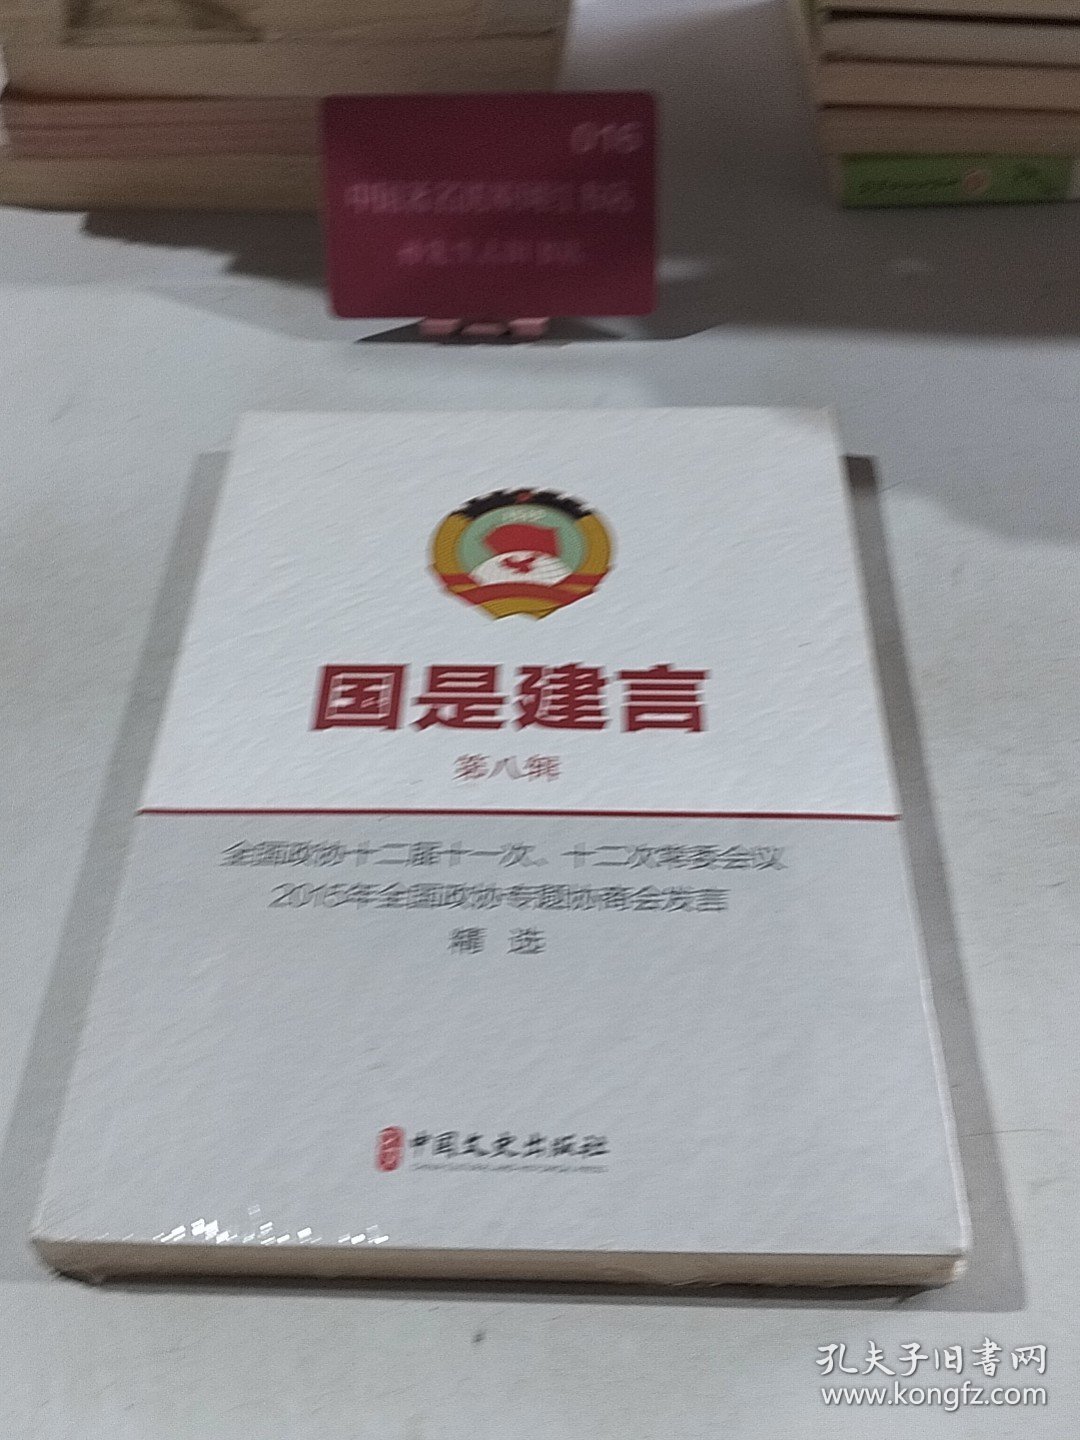 016
国是建言
第八辑
全国政协十二届十一次、十二次常委会议
2015年全国政协专题协商会发言
精 选
中国文史出版社
孔夫子旧書网
www.kongfz.com